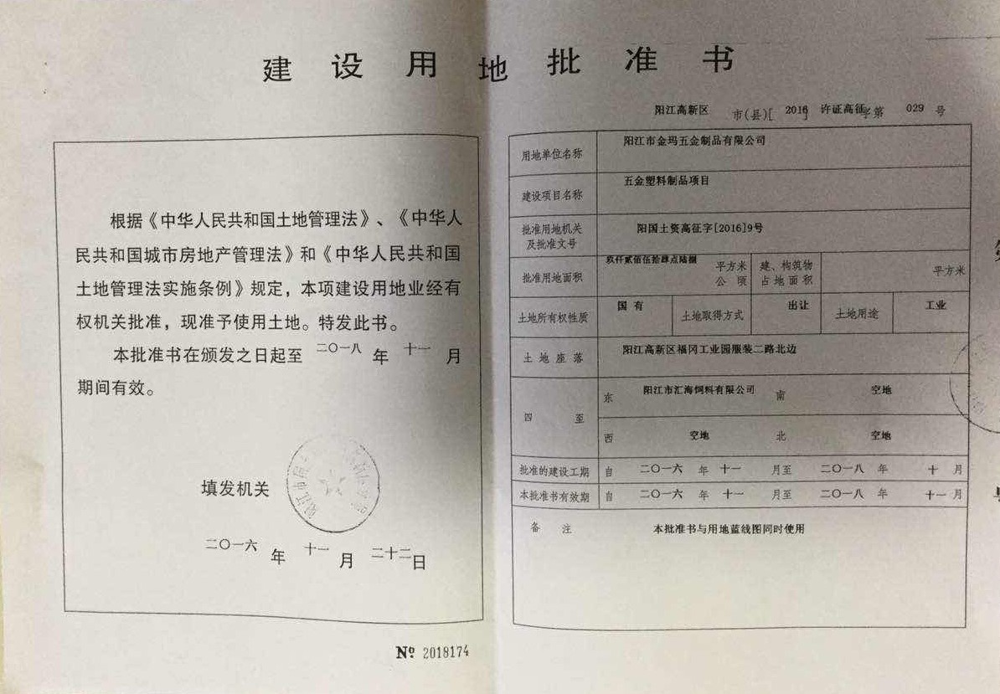 建设用地批准书
根据《中华人民共和国土地管理法》、《中华人
民共和国城市房地产管理法》和《中华人民共和国
土地管理法实施条例》规定，本项建设用地业经有
权机关批准，现准予使用土地。特发此书。
本批准书在颁发之日起至 二〇一八 年 十一 月
期间有效。
填发机关
二〇一六 年 十一 月 二十二 日
Nº 2018174
阳江高新区 市(县)[ 2016 ] 许证高征 字第 029 号
用地单位名称 阳江市金玛五金制品有限公司
建设项目名称 五金塑料制品项目
批准用地机关
及批准文号 阳国土资高征字[2016]9号
批准用地面积 玖仟贰佰伍拾肆点陆捌 平方米
公顷 建、构筑物
占地面积 平方米
土地所有权性质 国有 土地取得方式 出让 土地用途 工业
土地座落 阳江高新区福冈工业园服装二路北边
四至 东 阳江市汇海饲料有限公司 南 空地
西 空地 北 空地
批准的建设工期 自 二〇一六 年 十一 月至 二〇一八 年 十 月
本批准书有效期 自 二〇一六 年 十一 月至 二〇一八 年 十一 月
备注 本批准书与用地蓝线图同时使用